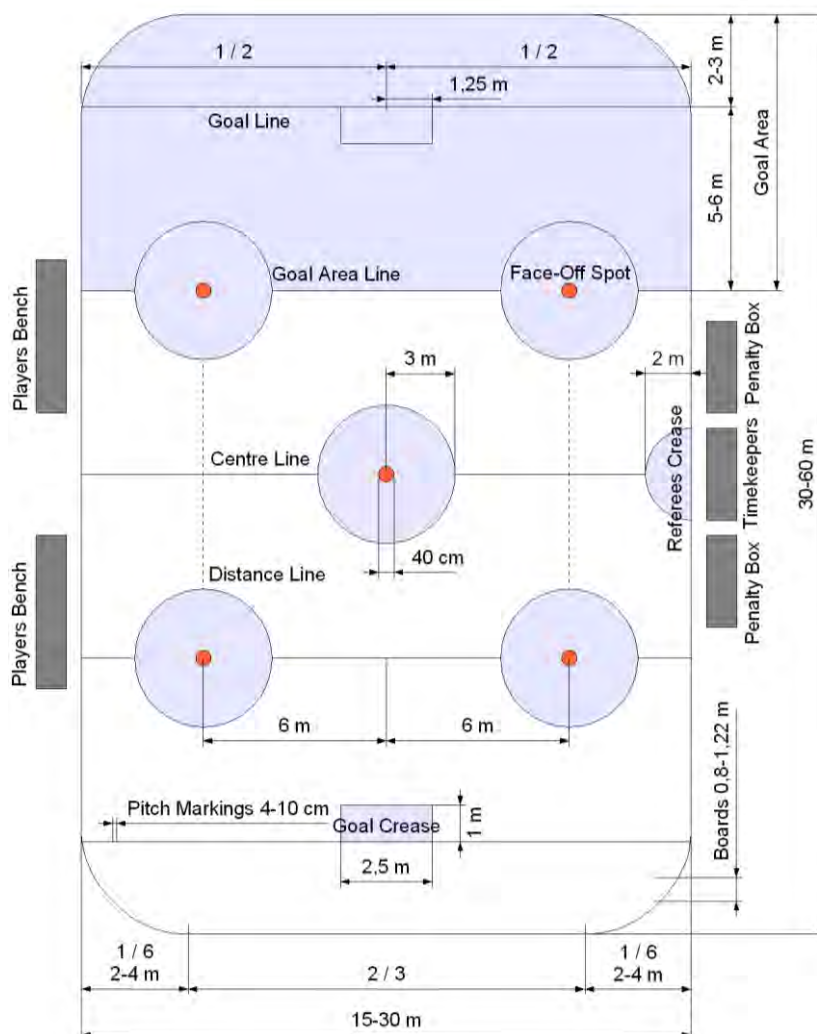 1 / 2
1 / 2
2-3 m
1,25 m
Goal Line
5-6 m
Goal Area
Goal Area Line
Face-Off Spot
Players Bench
3 m
2 m
Penalty Box
Centre Line
Referees Crease
Timekeepers
30-60 m
40 cm
Distance Line
Penalty Box
Players Bench
6 m
6 m
Pitch Markings 4-10 cm
Goal Crease
1 m
Boards 0,8-1,22 m
2,5 m
1 / 6
2-4 m
2 / 3
1 / 6
2-4 m
15-30 m